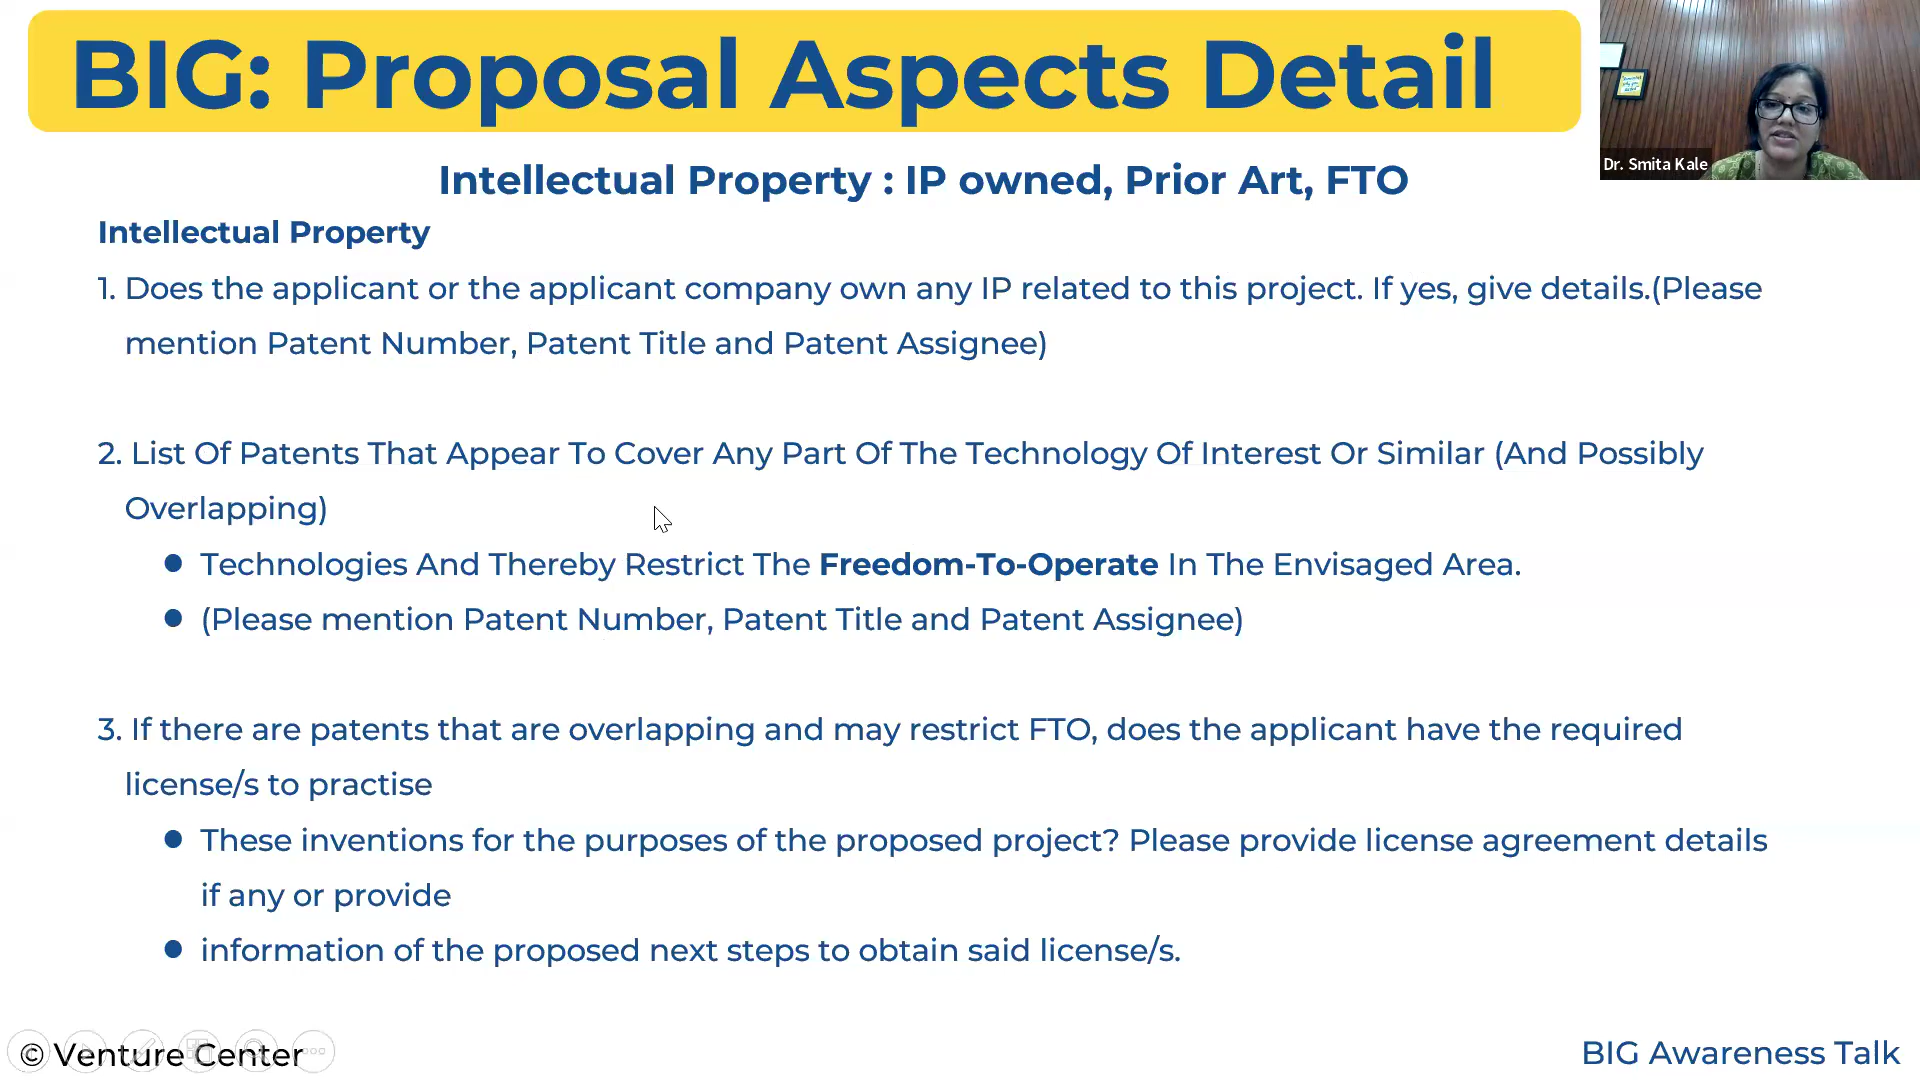 BIG: Proposal Aspects Detail
Dr. Smita Kale
Intellectual Property : IP owned, Prior Art, FTO
Intellectual Property
1. Does the applicant or the applicant company own any IP related to this project. If yes, give details.(Please
mention Patent Number, Patent Title and Patent Assignee)
2. List Of Patents That Appear To Cover Any Part Of The Technology Of Interest Or Similar (And Possibly
Overlapping)
● Technologies And Thereby Restrict The Freedom-To-Operate In The Envisaged Area.
● (Please mention Patent Number, Patent Title and Patent Assignee)
3. If there are patents that are overlapping and may restrict FTO, does the applicant have the required
license/s to practise
● These inventions for the purposes of the proposed project? Please provide license agreement details
if any or provide
● information of the proposed next steps to obtain said license/s.
© Venture Center
BIG Awareness Talk